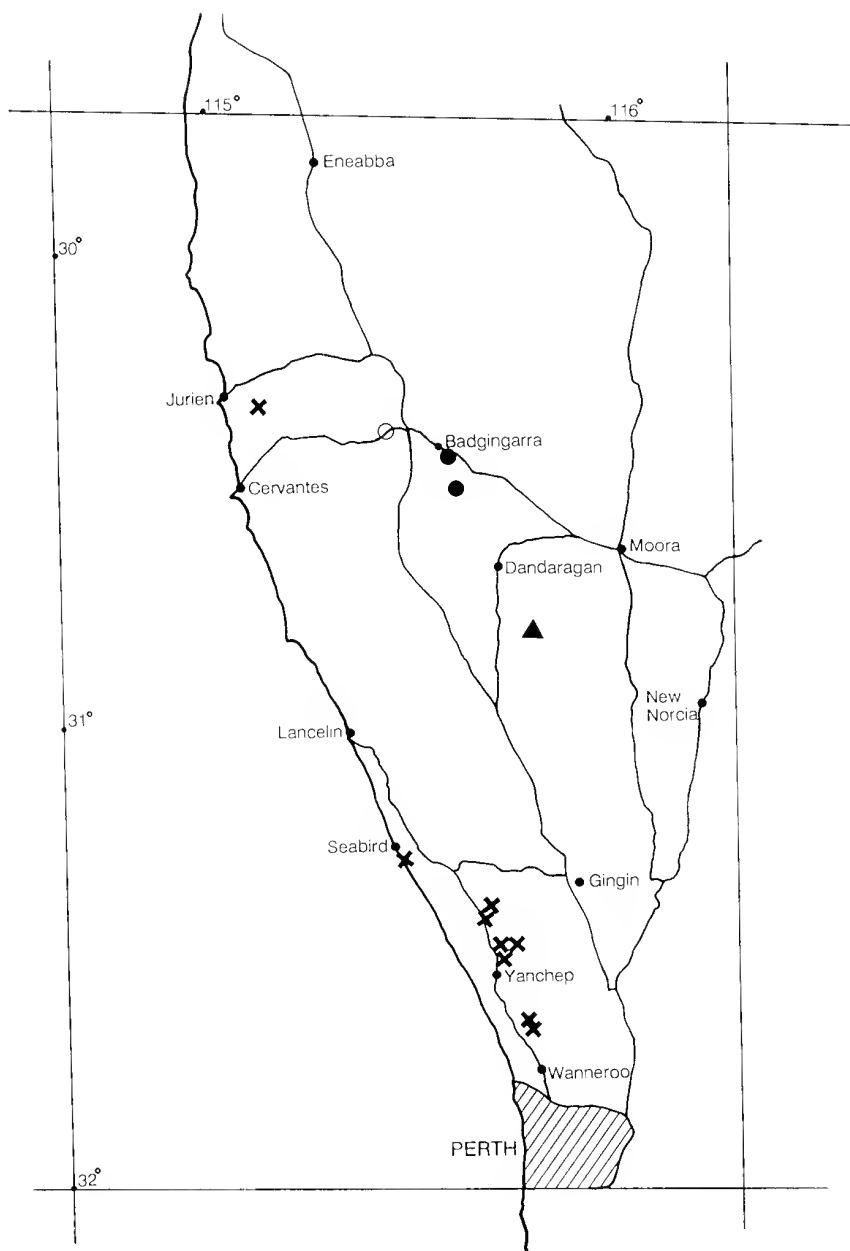 115°
116°
Eneabba
30°
Jurien
Badgingarra
Cervantes
Moora
Dandaragan
New
Norcia
31°
Lancelin
Seabird
Gingin
Yanchep
Wanneroo
PERTH
32°